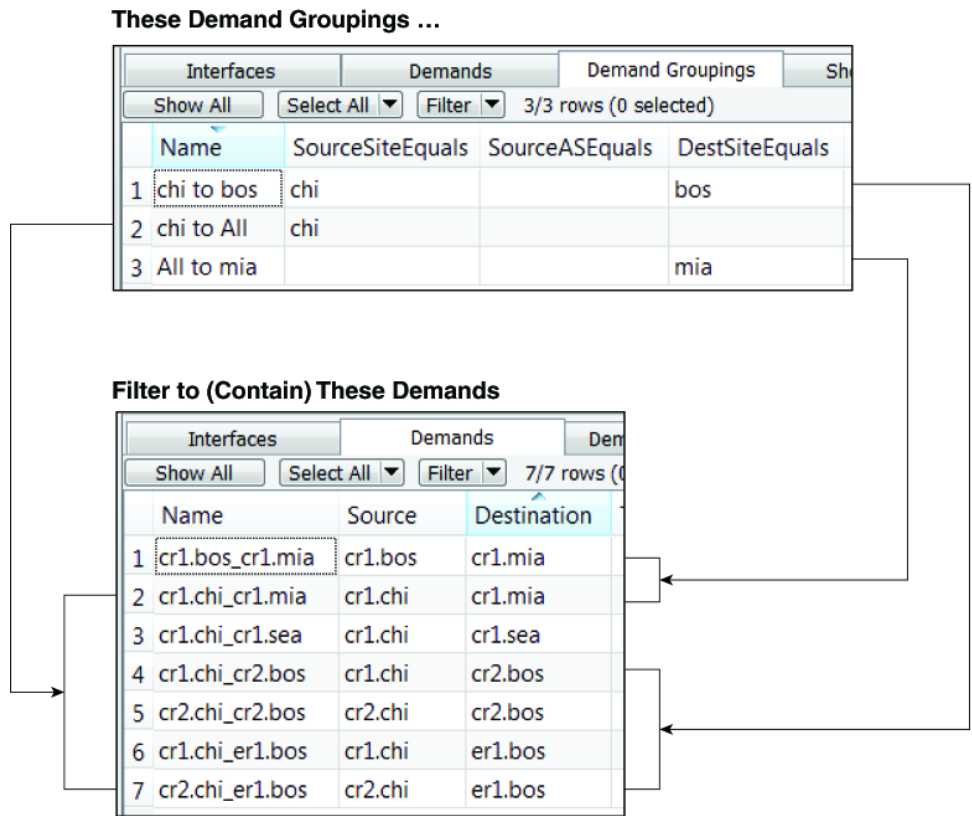 These Demand Groupings …
Interfaces Demands Demand Groupings Sh
Show All Select All Filter 3/3 rows (0 selected)
Name SourceSiteEquals SourceASEquals DestSiteEquals
1 chi to bos chi bos
2 chi to All chi
3 All to mia mia
Filter to (Contain) These Demands
Interfaces Demands Dem
Show All Select All Filter 7/7 rows (0
Name Source Destination
1 cr1.bos_cr1.mia cr1.bos cr1.mia
2 cr1.chi_cr1.mia cr1.chi cr1.mia
3 cr1.chi_cr1.sea cr1.chi cr1.sea
4 cr1.chi_cr2.bos cr1.chi cr2.bos
5 cr2.chi_cr2.bos cr2.chi cr2.bos
6 cr1.chi_er1.bos cr1.chi er1.bos
7 cr2.chi_er1.bos cr2.chi er1.bos